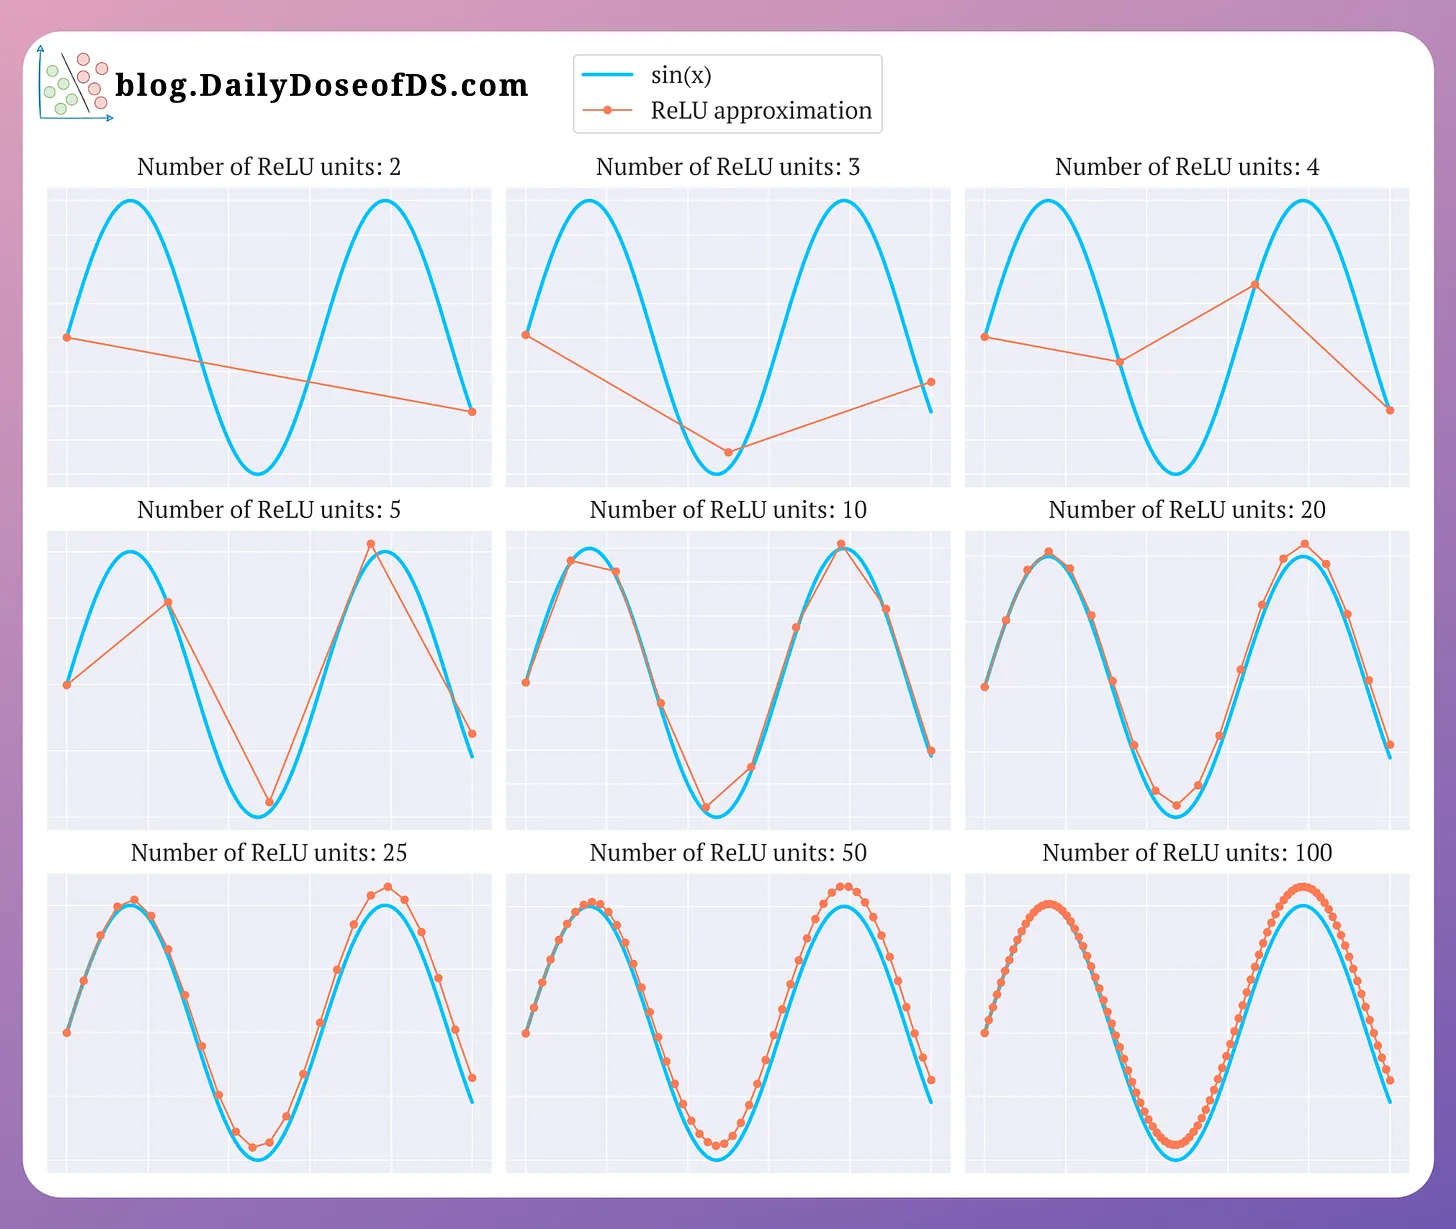 blog.DailyDoseofDS.com
sin(x)
ReLU approximation
Number of ReLU units: 2
Number of ReLU units: 3
Number of ReLU units: 4
Number of ReLU units: 5
Number of ReLU units: 10
Number of ReLU units: 20
Number of ReLU units: 25
Number of ReLU units: 50
Number of ReLU units: 100